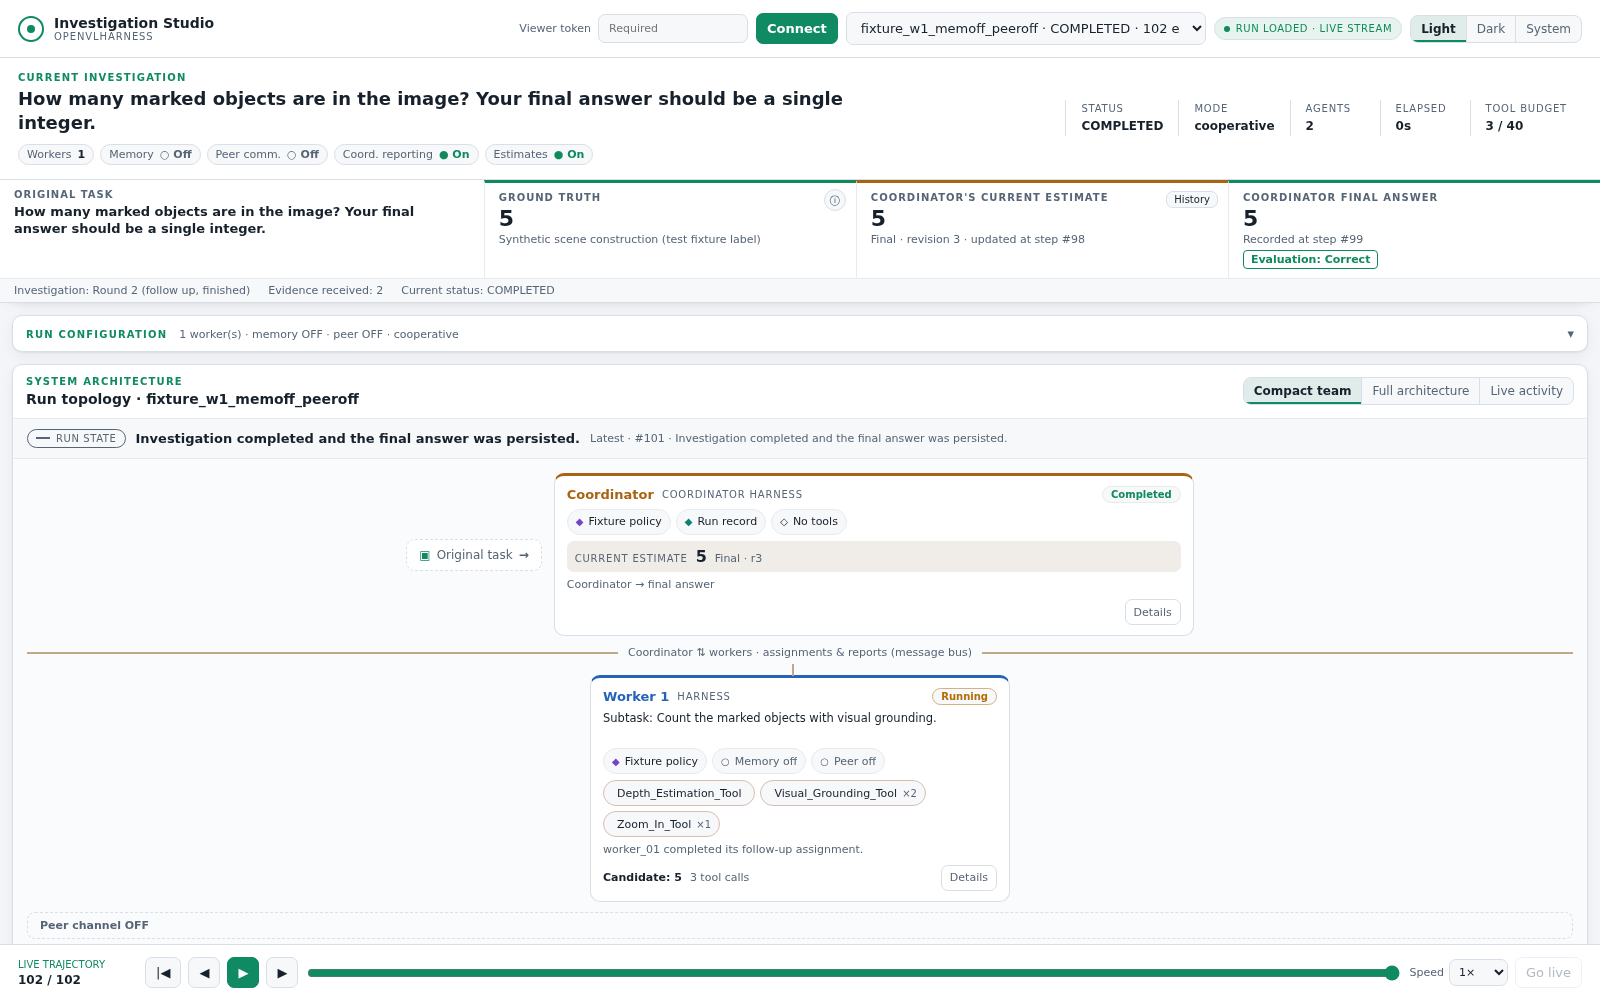 Investigation Studio
OPENVLHARNESS
Viewer token
Required
Connect
fixture_w1_memoff_peeroff · COMPLETED · 102 e
RUN LOADED · LIVE STREAM
Light
Dark
System
CURRENT INVESTIGATION
How many marked objects are in the image? Your final answer should be a single
integer.
Workers 1
Memory ○ Off
Peer comm. ○ Off
Coord. reporting ● On
Estimates ● On
STATUS
COMPLETED
MODE
cooperative
AGENTS
2
ELAPSED
0s
TOOL BUDGET
3 / 40
ORIGINAL TASK
How many marked objects are in the image? Your final
answer should be a single integer.
GROUND TRUTH
ⓘ
5
Synthetic scene construction (test fixture label)
COORDINATOR'S CURRENT ESTIMATE
History
5
Final · revision 3 · updated at step #98
COORDINATOR FINAL ANSWER
5
Recorded at step #99
Evaluation: Correct
Investigation: Round 2 (follow up, finished)
Evidence received: 2
Current status: COMPLETED
RUN CONFIGURATION
1 worker(s) · memory OFF · peer OFF · cooperative
SYSTEM ARCHITECTURE
Run topology · fixture_w1_memoff_peeroff
Compact team
Full architecture
Live activity
RUN STATE
Investigation completed and the final answer was persisted.
Latest · #101 · Investigation completed and the final answer was persisted.
Original task →
Coordinator COORDINATOR HARNESS
Completed
◆ Fixture policy
◆ Run record
◇ No tools
CURRENT ESTIMATE 5 Final · r3
Coordinator → final answer
Details
Coordinator ⇅ workers · assignments & reports (message bus)
Worker 1 HARNESS
Running
Subtask: Count the marked objects with visual grounding.
◆ Fixture policy
○ Memory off
○ Peer off
Depth_Estimation_Tool
Visual_Grounding_Tool ×2
Zoom_In_Tool ×1
worker_01 completed its follow-up assignment.
Candidate: 5 3 tool calls
Details
Peer channel OFF
LIVE TRAJECTORY
102 / 102
Speed
1×
Go live